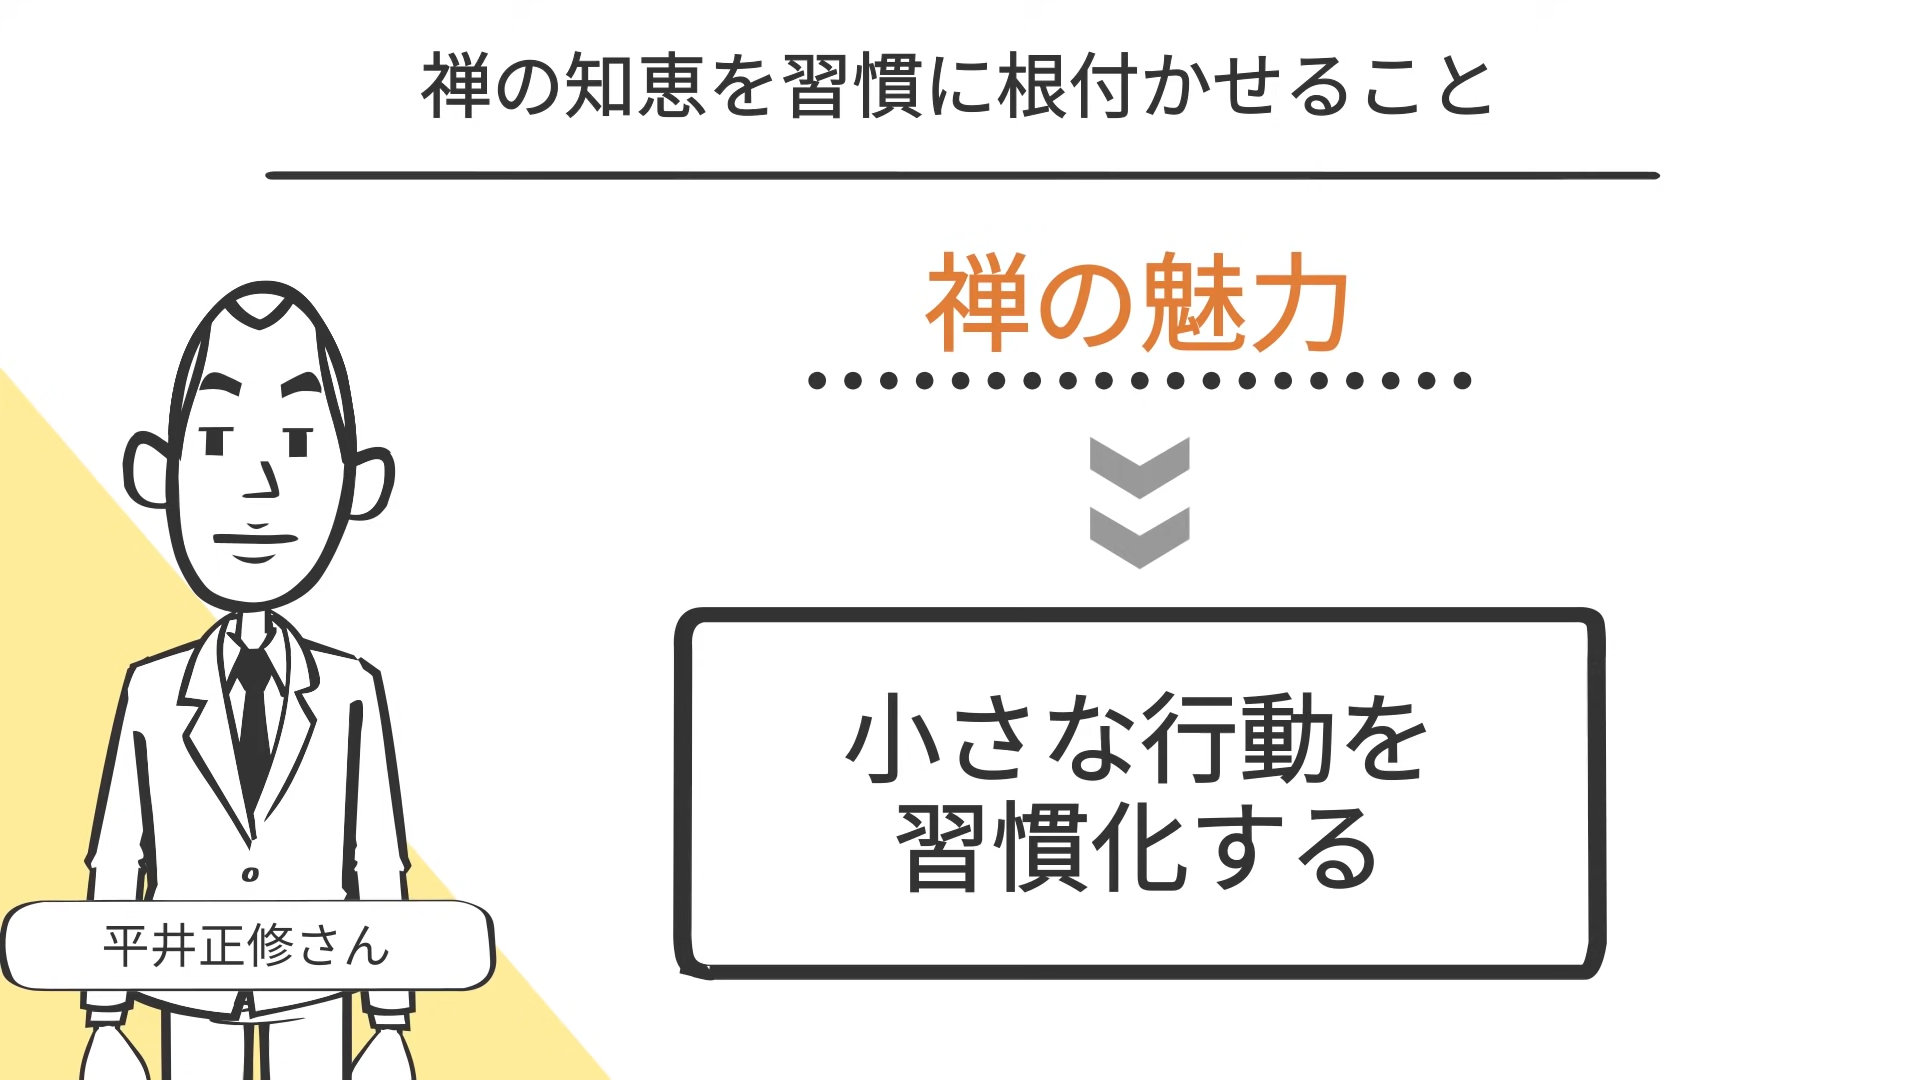 禅の知恵を習慣に根付かせること
禅の魅力
小さな行動を
習慣化する
平井正修さん